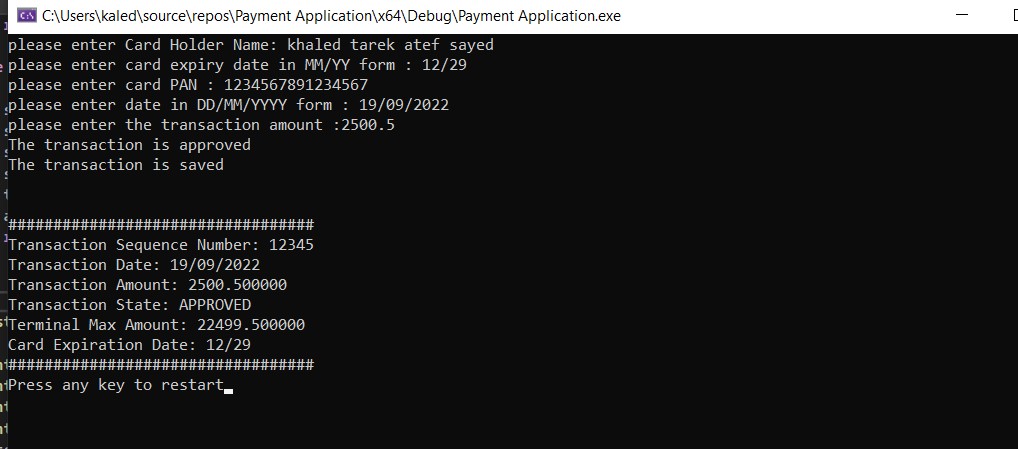 C:\Users\kaled\source\repos\Payment Application\x64\Debug\Payment Application.exe
please enter Card Holder Name: khaled tarek atef sayed
please enter card expiry date in MM/YY form : 12/29
please enter card PAN : 1234567891234567
please enter date in DD/MM/YYYY form : 19/09/2022
please enter the transaction amount :2500.5
The transaction is approved
The transaction is saved
##################################
Transaction Sequence Number: 12345
Transaction Date: 19/09/2022
Transaction Amount: 2500.500000
Transaction State: APPROVED
Terminal Max Amount: 22499.500000
Card Expiration Date: 12/29
##################################
Press any key to restart